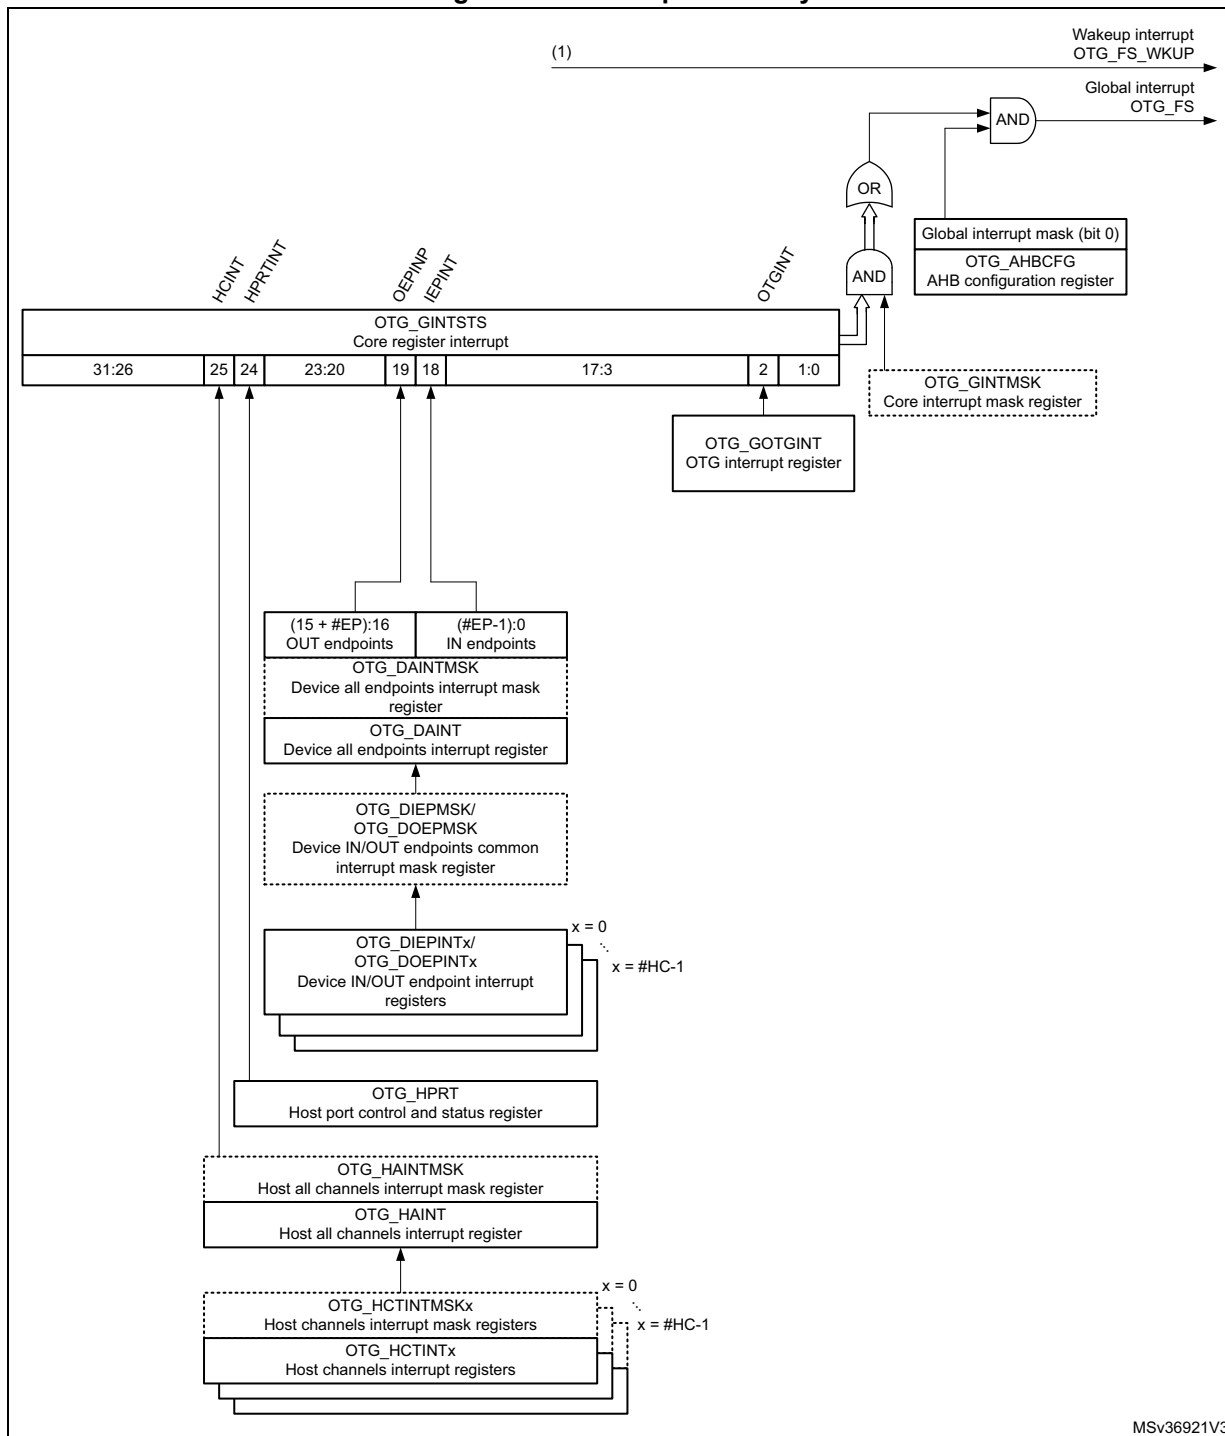 (1)
Wakeup interrupt
OTG_FS_WKUP
Global interrupt
OTG_FS
AND
OR
Global interrupt mask (bit 0)
OTG_AHBCFG
AHB configuration register
AND
HCINT
HPRTINT
OEPINP
IEPINT
OTGINT
OTG_GINTSTS
Core register interrupt
31:26 25 24 23:20 19 18 17:3 2 1:0
OTG_GINTMSK
Core interrupt mask register
OTG_GOTGINT
OTG interrupt register
(15 + #EP):16
OUT endpoints
(#EP-1):0
IN endpoints
OTG_DAINTMSK
Device all endpoints interrupt mask
register
OTG_DAINT
Device all endpoints interrupt register
OTG_DIEPMSK/
OTG_DOEPMSK
Device IN/OUT endpoints common
interrupt mask register
x = 0
x = #HC-1
OTG_DIEPINTx/
OTG_DOEPINTx
Device IN/OUT endpoint interrupt
registers
OTG_HPRT
Host port control and status register
OTG_HAINTMSK
Host all channels interrupt mask register
OTG_HAINT
Host all channels interrupt register
x = 0
x = #HC-1
OTG_HCTINTMSKx
Host channels interrupt mask registers
OTG_HCTINTx
Host channels interrupt registers
MSv36921V3